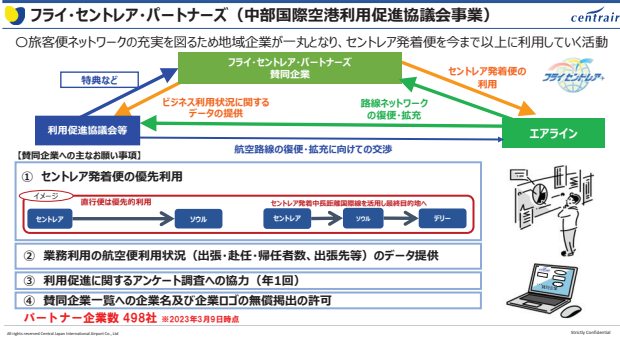 フライ・セントレア・パートナーズ（中部国際空港利用促進協議会事業）
centrair
〇旅客便ネットワークの充実を図るため地域企業が一丸となり、セントレア発着便を今まで以上に利用していく活動
フライ・セントレア・パートナーズ
賛同企業
特典など
セントレア発着便の
利用
フライ セントレア+
ビジネス利用状況に関する
データの提供
路線ネットワーク
の復便・拡充
利用促進協議会等
エアライン
航空路線の復便・拡充に向けての交渉
【賛同企業への主なお願い事項】
① セントレア発着便の優先利用
イメージ
直行便は優先的利用
セントレア発着中長距離国際線を活用し最終目的地へ
セントレア
ソウル
セントレア
ソウル
デリー
② 業務利用の航空便利用状況（出張・赴任・帰任者数、出張先等）のデータ提供
③ 利用促進に関するアンケート調査への協力（年1回）
④ 賛同企業一覧への企業名及び企業ロゴの無償掲出の許可
パートナー企業数 498社 ※2023年3月9日時点
All rights reserved Central Japan International Airport Co., Ltd
Strictly Confidential